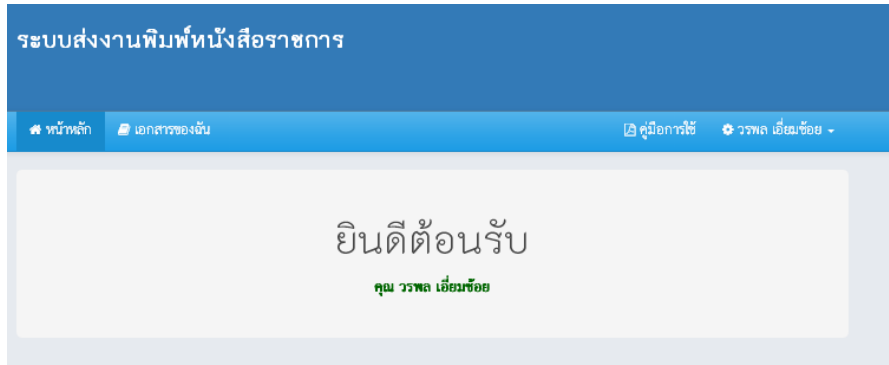 ระบบส่งงานพิมพ์หนังสือราชการ
หน้าหลัก เอกสารของฉัน คู่มือการใช้ วรพล เอี่ยมช้อย
ยินดีต้อนรับ
คุณ วรพล เอี่ยมช้อย